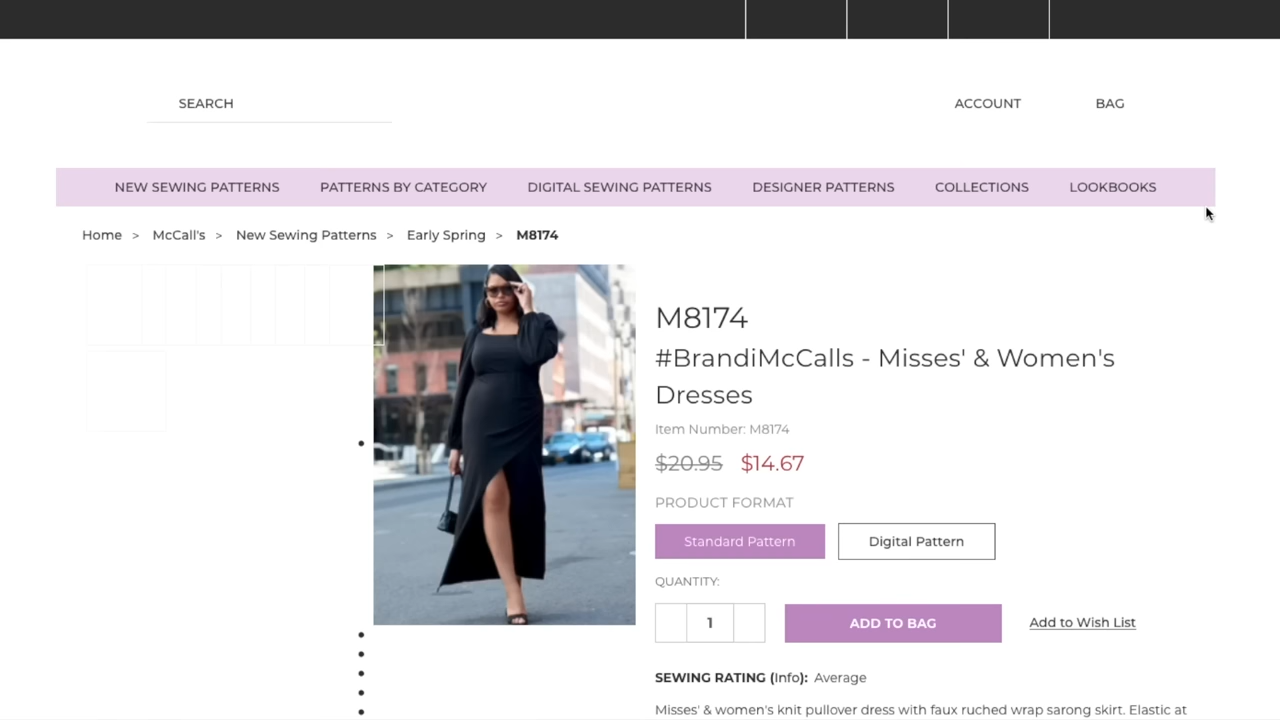 SEARCH
ACCOUNT
BAG
NEW SEWING PATTERNS
PATTERNS BY CATEGORY
DIGITAL SEWING PATTERNS
DESIGNER PATTERNS
COLLECTIONS
LOOKBOOKS
Home > McCall's > New Sewing Patterns > Early Spring > M8174
M8174
#BrandiMcCalls - Misses' & Women's
Dresses
Item Number: M8174
$20.95 $14.67
PRODUCT FORMAT
Standard Pattern
Digital Pattern
QUANTITY:
1
ADD TO BAG
Add to Wish List
SEWING RATING (Info): Average
Misses' & women's knit pullover dress with faux ruched wrap sarong skirt. Elastic at